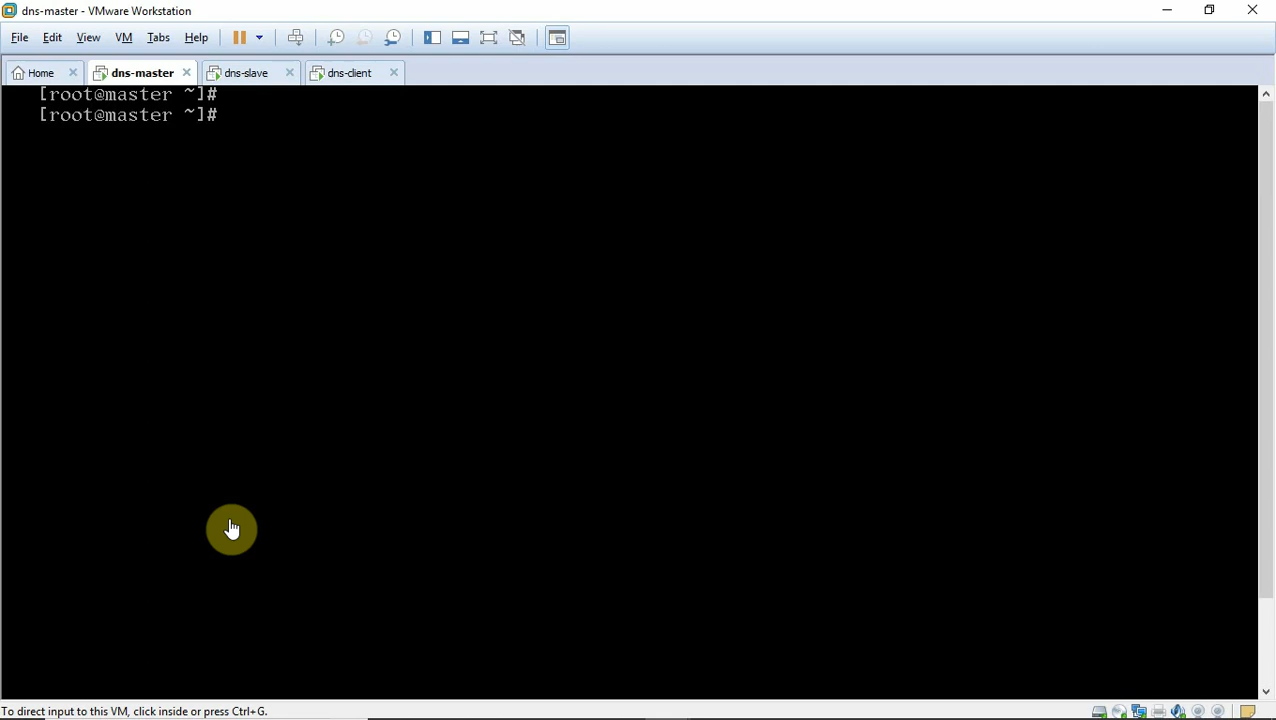 dns-master - VMware Workstation
File Edit View VM Tabs Help
Home dns-master dns-slave dns-client
[root@master ~]#
[root@master ~]#
To direct input to this VM, click inside or press Ctrl+G.